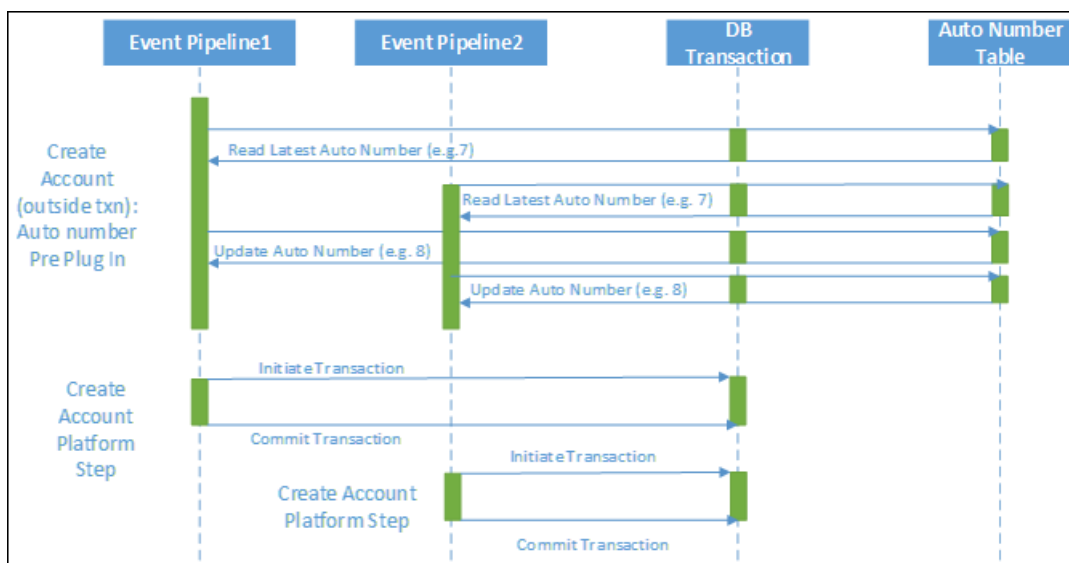 Event Pipeline1
Event Pipeline2
DB
Transaction
Auto Number
Table
Create
Account
(outside txn):
Auto number
Pre Plug In
Read Latest Auto Number (e.g.7)
Read Latest Auto Number (e.g. 7)
Update Auto Number (e.g. 8)
Update Auto Number (e.g. 8)
Create
Account
Platform
Step
Initiate Transaction
Commit Transaction
Initiate Transaction
Create Account
Platform Step
Commit Transaction